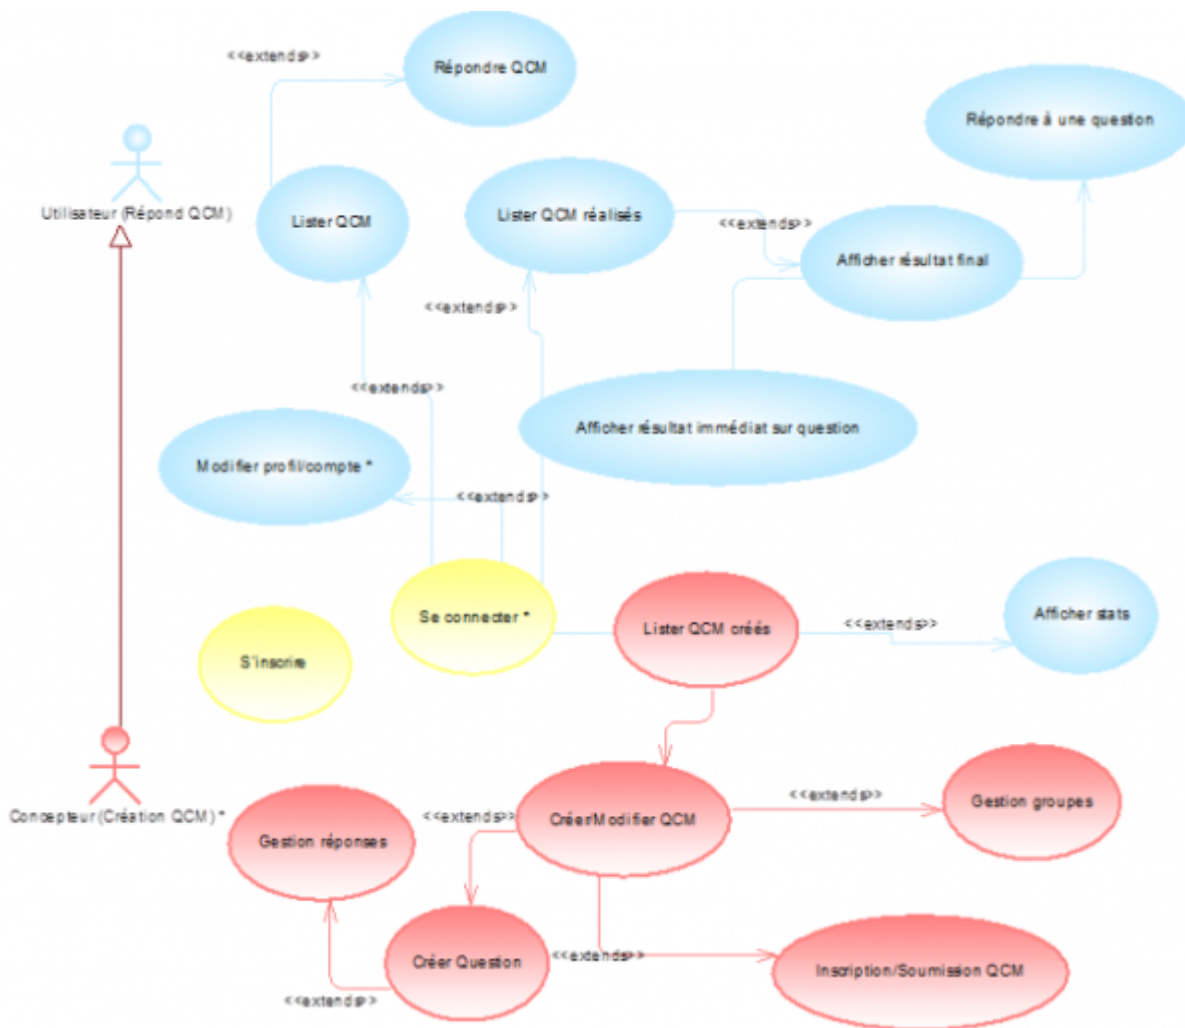 <<extends>>
Répondre QCM
Répondre à une question
Utilisateur (Répond QCM)
Lister QCM
Lister QCM réalisés
<<extends>>
Afficher résultat final
<<extends>>
<<extends>>
Afficher résultat immédiat sur question
Modifier profil/compte *
<<extends>>
Se connecter *
Lister QCM créés
<<extends>>
Afficher stats
S'inscrire
Concepteur (Création QCM) *
Gestion réponses
<<extends>>
Créer/Modifier QCM
<<extends>>
Gestion groupes
Créer Question
<<extends>>
Inscription/Soumission QCM
<<extends>>